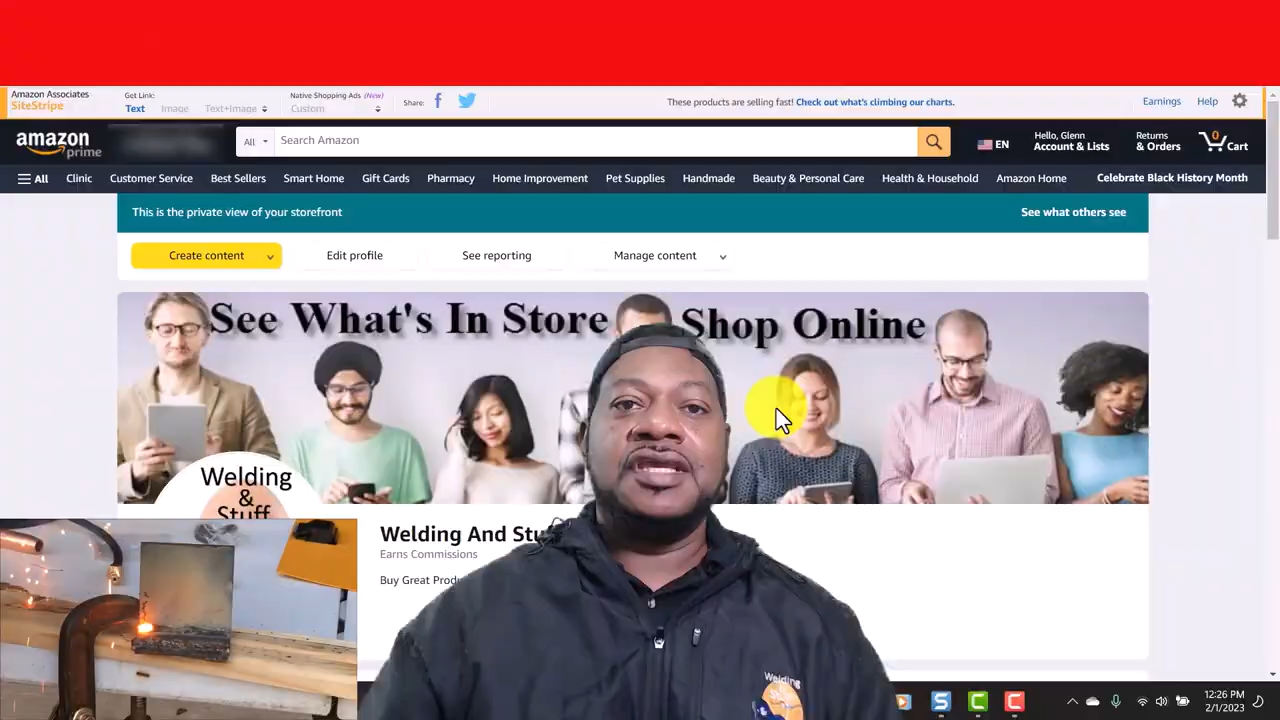 Amazon Associates
SiteStripe
Get Link:
Text Image Text+Image
Native Shopping Ads (New)
Custom
Share:
These products are selling fast! Check out what's climbing our charts.
Earnings Help
amazon
prime
All Search Amazon
EN
Hello, Glenn
Account & Lists
Returns
& Orders
0
Cart
All Clinic Customer Service Best Sellers Smart Home Gift Cards Pharmacy Home Improvement Pet Supplies Handmade Beauty & Personal Care Health & Household Amazon Home Celebrate Black History Month
This is the private view of your storefront See what others see
Create content Edit profile See reporting Manage content
See What's In Store Shop Online
Welding
&
Stuff
Welding And
Earns Commissions
Buy Great
Welding
12:26 PM
2/1/2023